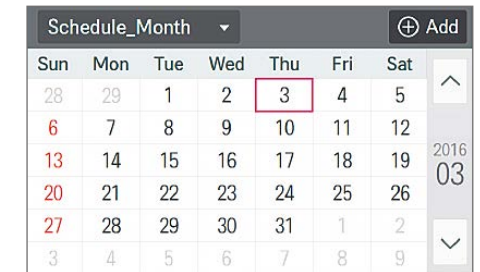 Schedule_Month Add
Sun Mon Tue Wed Thu Fri Sat
28 29 1 2 3 4 5
6 7 8 9 10 11 12
13 14 15 16 17 18 19 2016
20 21 22 23 24 25 26 03
27 28 29 30 31 1 2
3 4 5 6 7 8 9